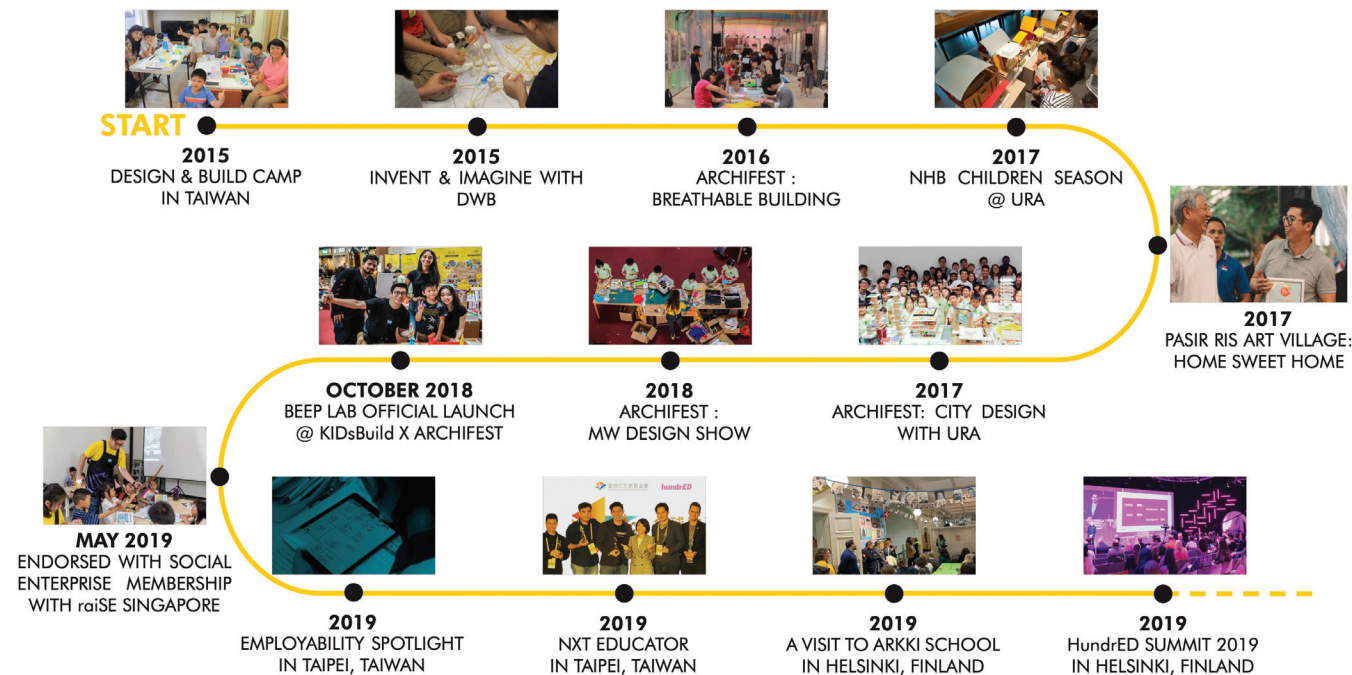 START
2015
DESIGN & BUILD CAMP
IN TAIWAN
2015
INVENT & IMAGINE WITH
DWB
2016
ARCHIFEST :
BREATHABLE BUILDING
2017
NHB CHILDREN SEASON
@ URA
2017
PASIR RIS ART VILLAGE:
HOME SWEET HOME
2017
ARCHIFEST: CITY DESIGN
WITH URA
2018
ARCHIFEST :
MW DESIGN SHOW
OCTOBER 2018
BEEP LAB OFFICIAL LAUNCH
@ KIDsBuild X ARCHIFEST
MAY 2019
ENDORSED WITH SOCIAL
ENTERPRISE MEMBERSHIP
WITH raiSE SINGAPORE
2019
EMPLOYABILITY SPOTLIGHT
IN TAIPEI, TAIWAN
hundrED
2019
NXT EDUCATOR
IN TAIPEI, TAIWAN
2019
A VISIT TO ARKKI SCHOOL
IN HELSINKI, FINLAND
2019
HundrED SUMMIT 2019
IN HELSINKI, FINLAND